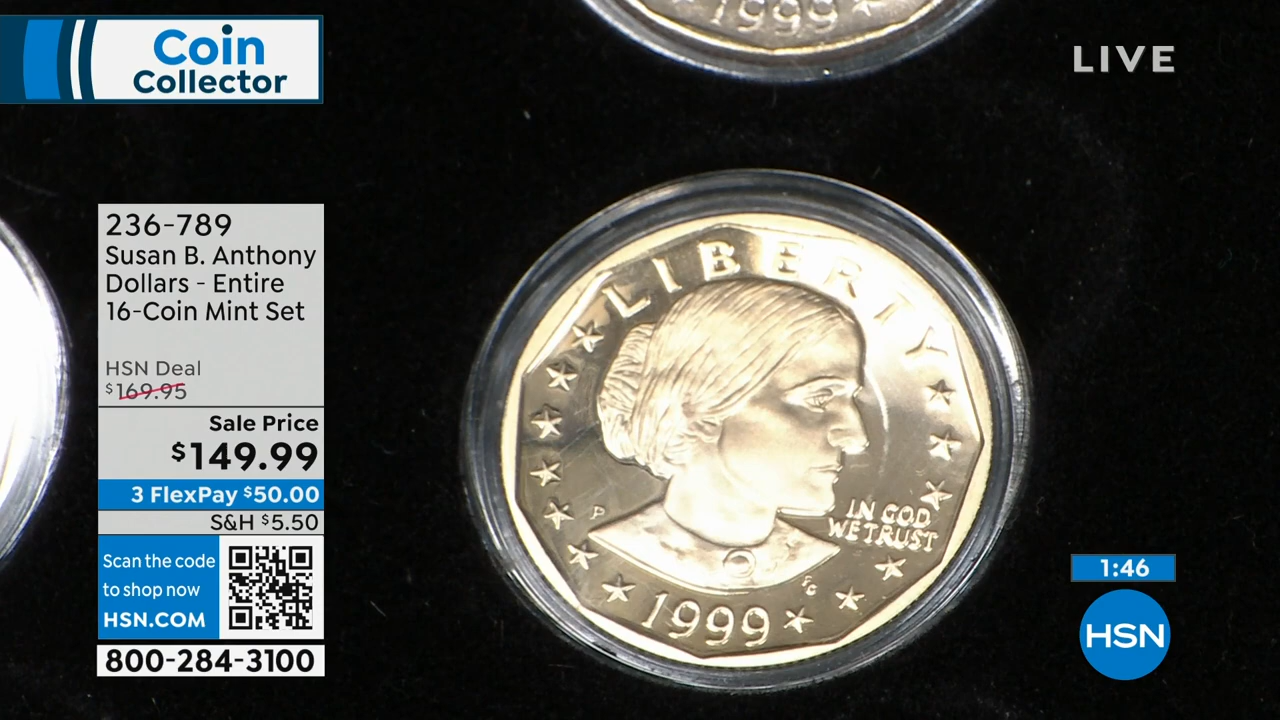 Coin
Collector
1999
LIVE
236-789
Susan B. Anthony
Dollars - Entire
16-Coin Mint Set
HSN Deal
$169.95
Sale Price
$149.99
3 FlexPay $50.00
S&H $5.50
Scan the code
to shop now
HSN.COM
800-284-3100
LIBERTY
P
IN GOD
WE TRUST
FG
1999
1:46
HSN